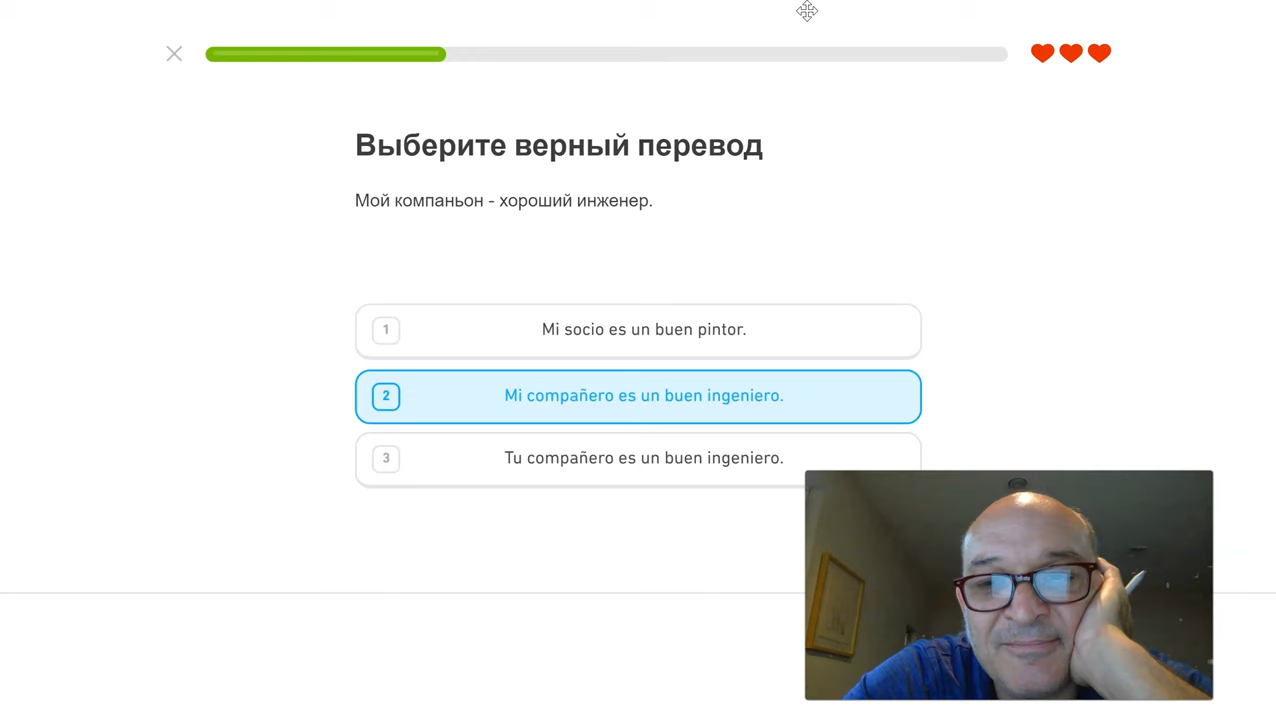 Выберите верный перевод
Мой компаньон - хороший инженер.
1 Mi socio es un buen pintor.
2 Mi compañero es un buen ingeniero.
3 Tu compañero es un buen ingeniero.